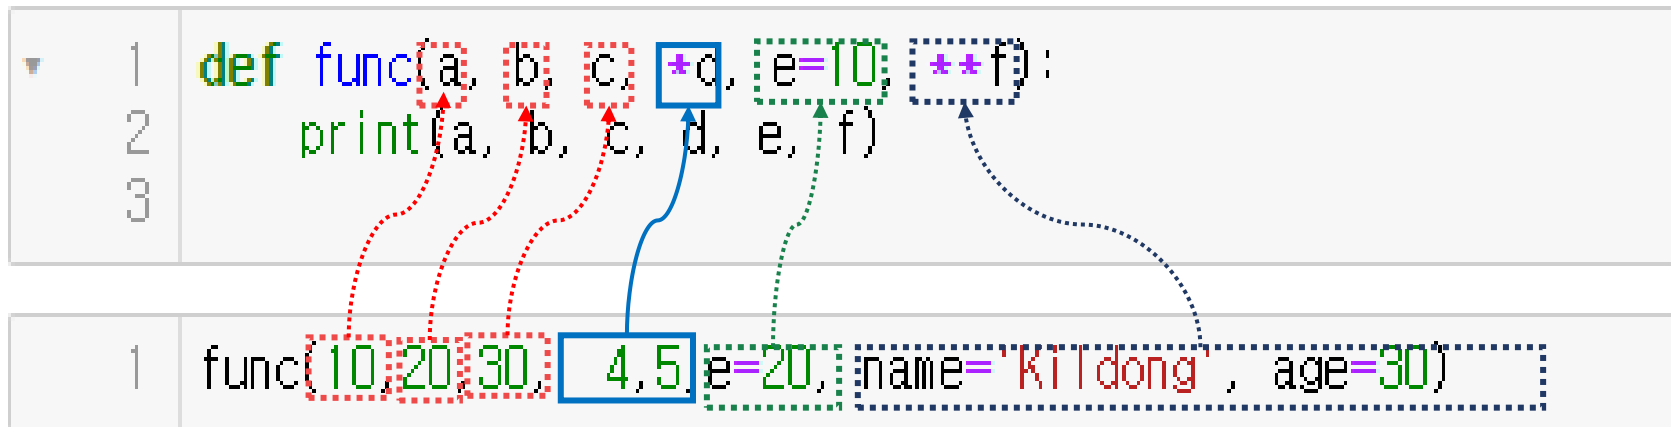 1 def func(a, b, c, *d, e=10, **f):
2 print(a, b, c, d, e, f)
3
1 func(10,20,30, 4,5,e=20, name='Kildong', age=30)